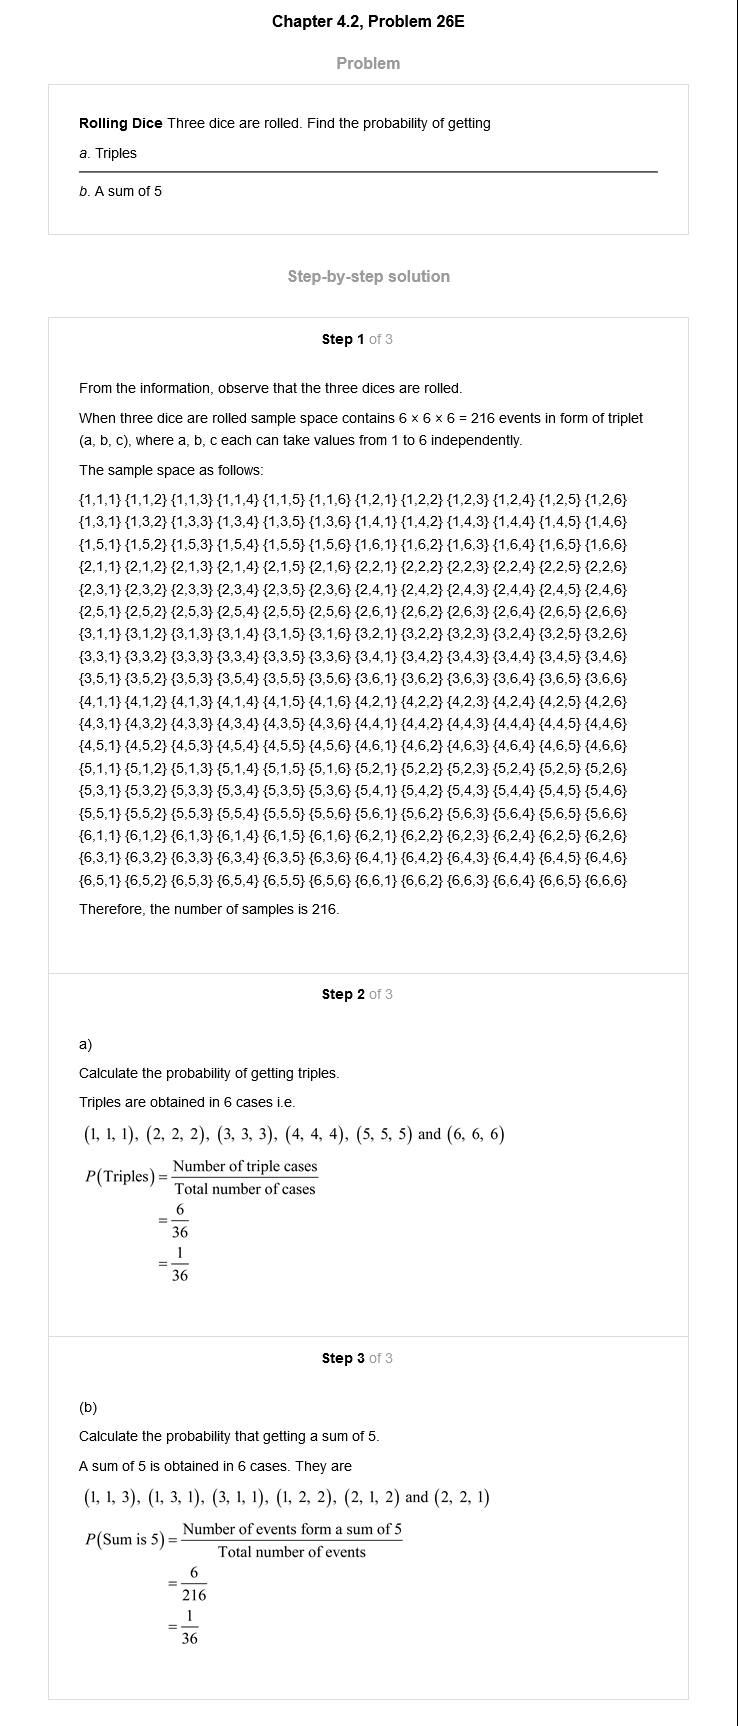 Chapter 4.2, Problem 26E
Problem
Rolling Dice Three dice are rolled. Find the probability of getting
a. Triples
b. A sum of 5
Step-by-step solution
Step 1 of 3
From the information, observe that the three dices are rolled.
When three dice are rolled sample space contains 6 × 6 × 6 = 216 events in form of triplet
(a, b, c), where a, b, c each can take values from 1 to 6 independently.
The sample space as follows:
{1,1,1} {1,1,2} {1,1,3} {1,1,4} {1,1,5} {1,1,6} {1,2,1} {1,2,2} {1,2,3} {1,2,4} {1,2,5} {1,2,6}
{1,3,1} {1,3,2} {1,3,3} {1,3,4} {1,3,5} {1,3,6} {1,4,1} {1,4,2} {1,4,3} {1,4,4} {1,4,5} {1,4,6}
{1,5,1} {1,5,2} {1,5,3} {1,5,4} {1,5,5} {1,5,6} {1,6,1} {1,6,2} {1,6,3} {1,6,4} {1,6,5} {1,6,6}
{2,1,1} {2,1,2} {2,1,3} {2,1,4} {2,1,5} {2,1,6} {2,2,1} {2,2,2} {2,2,3} {2,2,4} {2,2,5} {2,2,6}
{2,3,1} {2,3,2} {2,3,3} {2,3,4} {2,3,5} {2,3,6} {2,4,1} {2,4,2} {2,4,3} {2,4,4} {2,4,5} {2,4,6}
{2,5,1} {2,5,2} {2,5,3} {2,5,4} {2,5,5} {2,5,6} {2,6,1} {2,6,2} {2,6,3} {2,6,4} {2,6,5} {2,6,6}
{3,1,1} {3,1,2} {3,1,3} {3,1,4} {3,1,5} {3,1,6} {3,2,1} {3,2,2} {3,2,3} {3,2,4} {3,2,5} {3,2,6}
{3,3,1} {3,3,2} {3,3,3} {3,3,4} {3,3,5} {3,3,6} {3,4,1} {3,4,2} {3,4,3} {3,4,4} {3,4,5} {3,4,6}
{3,5,1} {3,5,2} {3,5,3} {3,5,4} {3,5,5} {3,5,6} {3,6,1} {3,6,2} {3,6,3} {3,6,4} {3,6,5} {3,6,6}
{4,1,1} {4,1,2} {4,1,3} {4,1,4} {4,1,5} {4,1,6} {4,2,1} {4,2,2} {4,2,3} {4,2,4} {4,2,5} {4,2,6}
{4,3,1} {4,3,2} {4,3,3} {4,3,4} {4,3,5} {4,3,6} {4,4,1} {4,4,2} {4,4,3} {4,4,4} {4,4,5} {4,4,6}
{4,5,1} {4,5,2} {4,5,3} {4,5,4} {4,5,5} {4,5,6} {4,6,1} {4,6,2} {4,6,3} {4,6,4} {4,6,5} {4,6,6}
{5,1,1} {5,1,2} {5,1,3} {5,1,4} {5,1,5} {5,1,6} {5,2,1} {5,2,2} {5,2,3} {5,2,4} {5,2,5} {5,2,6}
{5,3,1} {5,3,2} {5,3,3} {5,3,4} {5,3,5} {5,3,6} {5,4,1} {5,4,2} {5,4,3} {5,4,4} {5,4,5} {5,4,6}
{5,5,1} {5,5,2} {5,5,3} {5,5,4} {5,5,5} {5,5,6} {5,6,1} {5,6,2} {5,6,3} {5,6,4} {5,6,5} {5,6,6}
{6,1,1} {6,1,2} {6,1,3} {6,1,4} {6,1,5} {6,1,6} {6,2,1} {6,2,2} {6,2,3} {6,2,4} {6,2,5} {6,2,6}
{6,3,1} {6,3,2} {6,3,3} {6,3,4} {6,3,5} {6,3,6} {6,4,1} {6,4,2} {6,4,3} {6,4,4} {6,4,5} {6,4,6}
{6,5,1} {6,5,2} {6,5,3} {6,5,4} {6,5,5} {6,5,6} {6,6,1} {6,6,2} {6,6,3} {6,6,4} {6,6,5} {6,6,6}
Therefore, the number of samples is 216.
Step 2 of 3
a)
Calculate the probability of getting triples.
Triples are obtained in 6 cases i.e.
(1, 1, 1), (2, 2, 2), (3, 3, 3), (4, 4, 4), (5, 5, 5) and (6, 6, 6)
P(Triples) = Number of triple cases / Total number of cases
= 6 / 36
= 1 / 36
Step 3 of 3
(b)
Calculate the probability that getting a sum of 5.
A sum of 5 is obtained in 6 cases. They are
(1, 1, 3), (1, 3, 1), (3, 1, 1), (1, 2, 2), (2, 1, 2) and (2, 2, 1)
P(Sum is 5) = Number of events form a sum of 5 / Total number of events
= 6 / 216
= 1 / 36